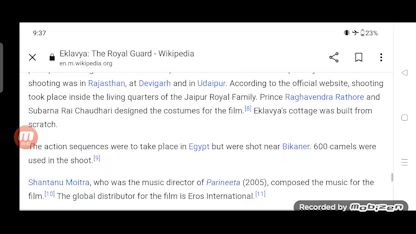 9:37
23%
Eklavya: The Royal Guard - Wikipedia
en.m.wikipedia.org
shooting was in Rajasthan, at Devigarh and in Udaipur. According to the official website, shooting
took place inside the living quarters of the Jaipur Royal Family. Prince Raghavendra Rathore and
Subarna Rai Chaudhari designed the costumes for the film.[8] Eklavya's cottage was built from
scratch.
The action sequences were to take place in Egypt but were shot near Bikaner. 600 camels were
used in the shoot.[9]
Shantanu Moitra, who was the music director of Parineeta (2005), composed the music for the
film.[10] The global distributor for the film is Eros International.[11]
Recorded by Mobizen